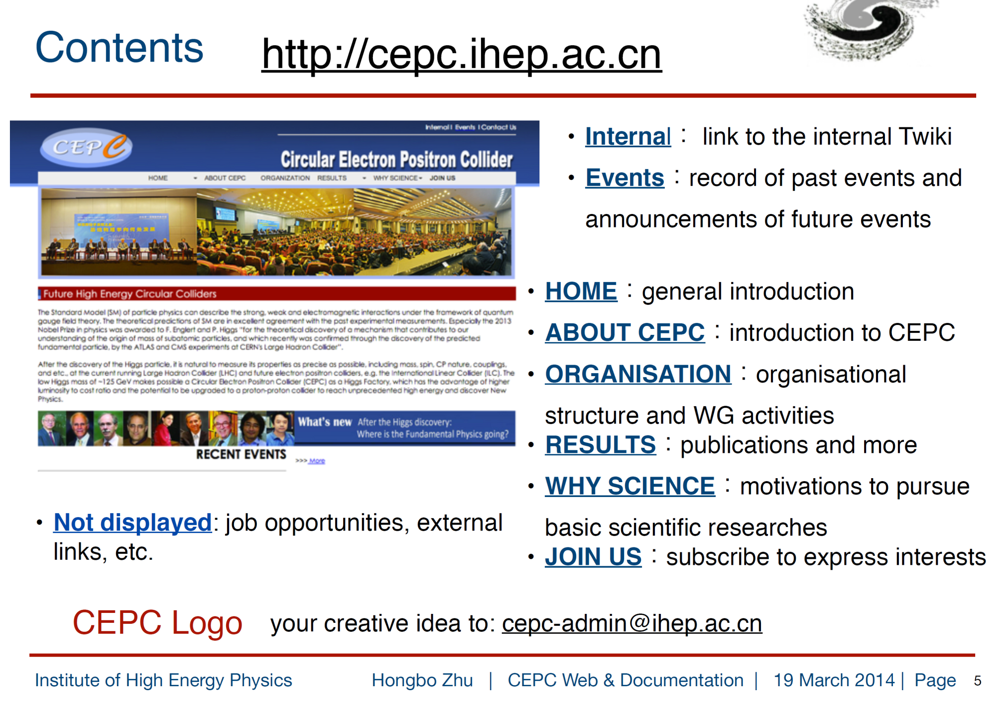 Contents http://cepc.ihep.ac.cn
Internal | Events | Contact Us
CEPC
Circular Electron Positron Collider
HOME ABOUT CEPC ORGANIZATION RESULTS WHY SCIENCE JOIN US
Future High Energy Circular Colliders
The Standard Model (SM) of particle physics can describe the strong, weak and electromagnetic interactions under the framework of quantum
gauge field theory. The theoretical predictions of SM are in excellent agreement with the past experimental measurements. Especially the 2013
Nobel Prize in physics was awarded to F. Englert and P. Higgs "for the theoretical discovery of a mechanism that contributes to our
understanding of the origin of mass of subatomic particles, and which recently was confirmed through the discovery of the predicted
fundamental particle, by the ATLAS and CMS experiments at CERN's Large Hadron Collider".
After the discovery of the Higgs particle, it is natural to measure its properties as precise as possible, including mass, spin, CP nature, couplings,
and etc., at the current running Large Hadron Collider (LHC) and future electron positron colliders, e.g. the International Linear Collider (ILC). The
low Higgs mass of ~125 GeV makes possible a Circular Electron Positron Collider (CEPC) as a Higgs Factory, which has the advantage of higher
luminosity to cost ratio and the potential to be upgraded to a proton-proton collider to reach unprecedented high energy and discover New
Physics.
What's new After the Higgs discovery:
Where is the Fundamental Physics going?
RECENT EVENTS >>> More
• Not displayed: job opportunities, external
links, etc.
• Internal： link to the internal Twiki
• Events：record of past events and
announcements of future events
• HOME：general introduction
• ABOUT CEPC：introduction to CEPC
• ORGANISATION：organisational
structure and WG activities
• RESULTS：publications and more
• WHY SCIENCE：motivations to pursue
basic scientific researches
• JOIN US：subscribe to express interests
CEPC Logo your creative idea to: cepc-admin@ihep.ac.cn
Institute of High Energy Physics Hongbo Zhu | CEPC Web & Documentation | 19 March 2014 | Page 5